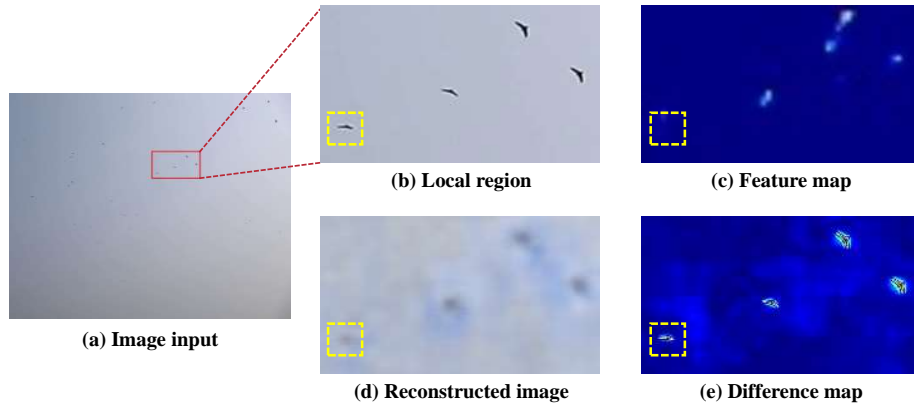 (b) Local region
(c) Feature map
(a) Image input
(d) Reconstructed image
(e) Difference map